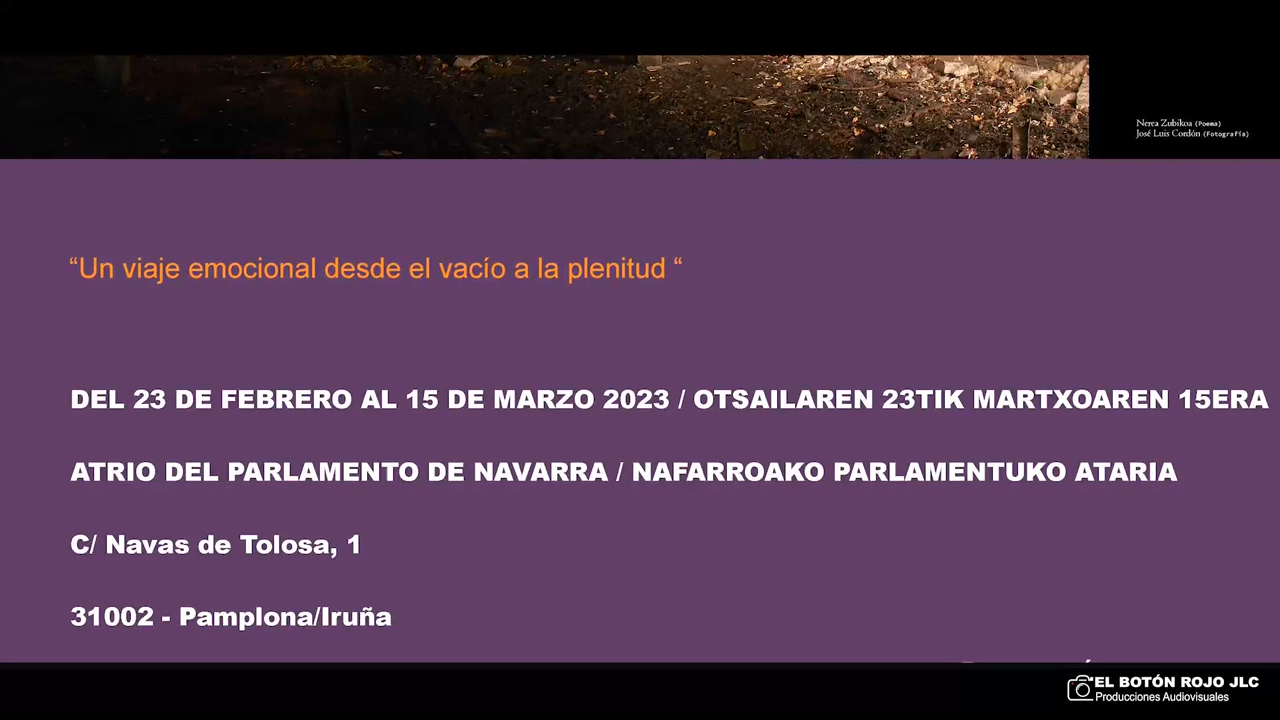 Nerea Zubikoa (Poema)
José Luis Cordón (Fotografía)
“Un viaje emocional desde el vacío a la plenitud “
DEL 23 DE FEBRERO AL 15 DE MARZO 2023 / OTSAILAREN 23TIK MARTXOAREN 15ERA
ATRIO DEL PARLAMENTO DE NAVARRA / NAFARROAKO PARLAMENTUKO ATARIA
C/ Navas de Tolosa, 1
31002 - Pamplona/Iruña
EL BOTÓN ROJO JLC
Producciones Audiovisuales